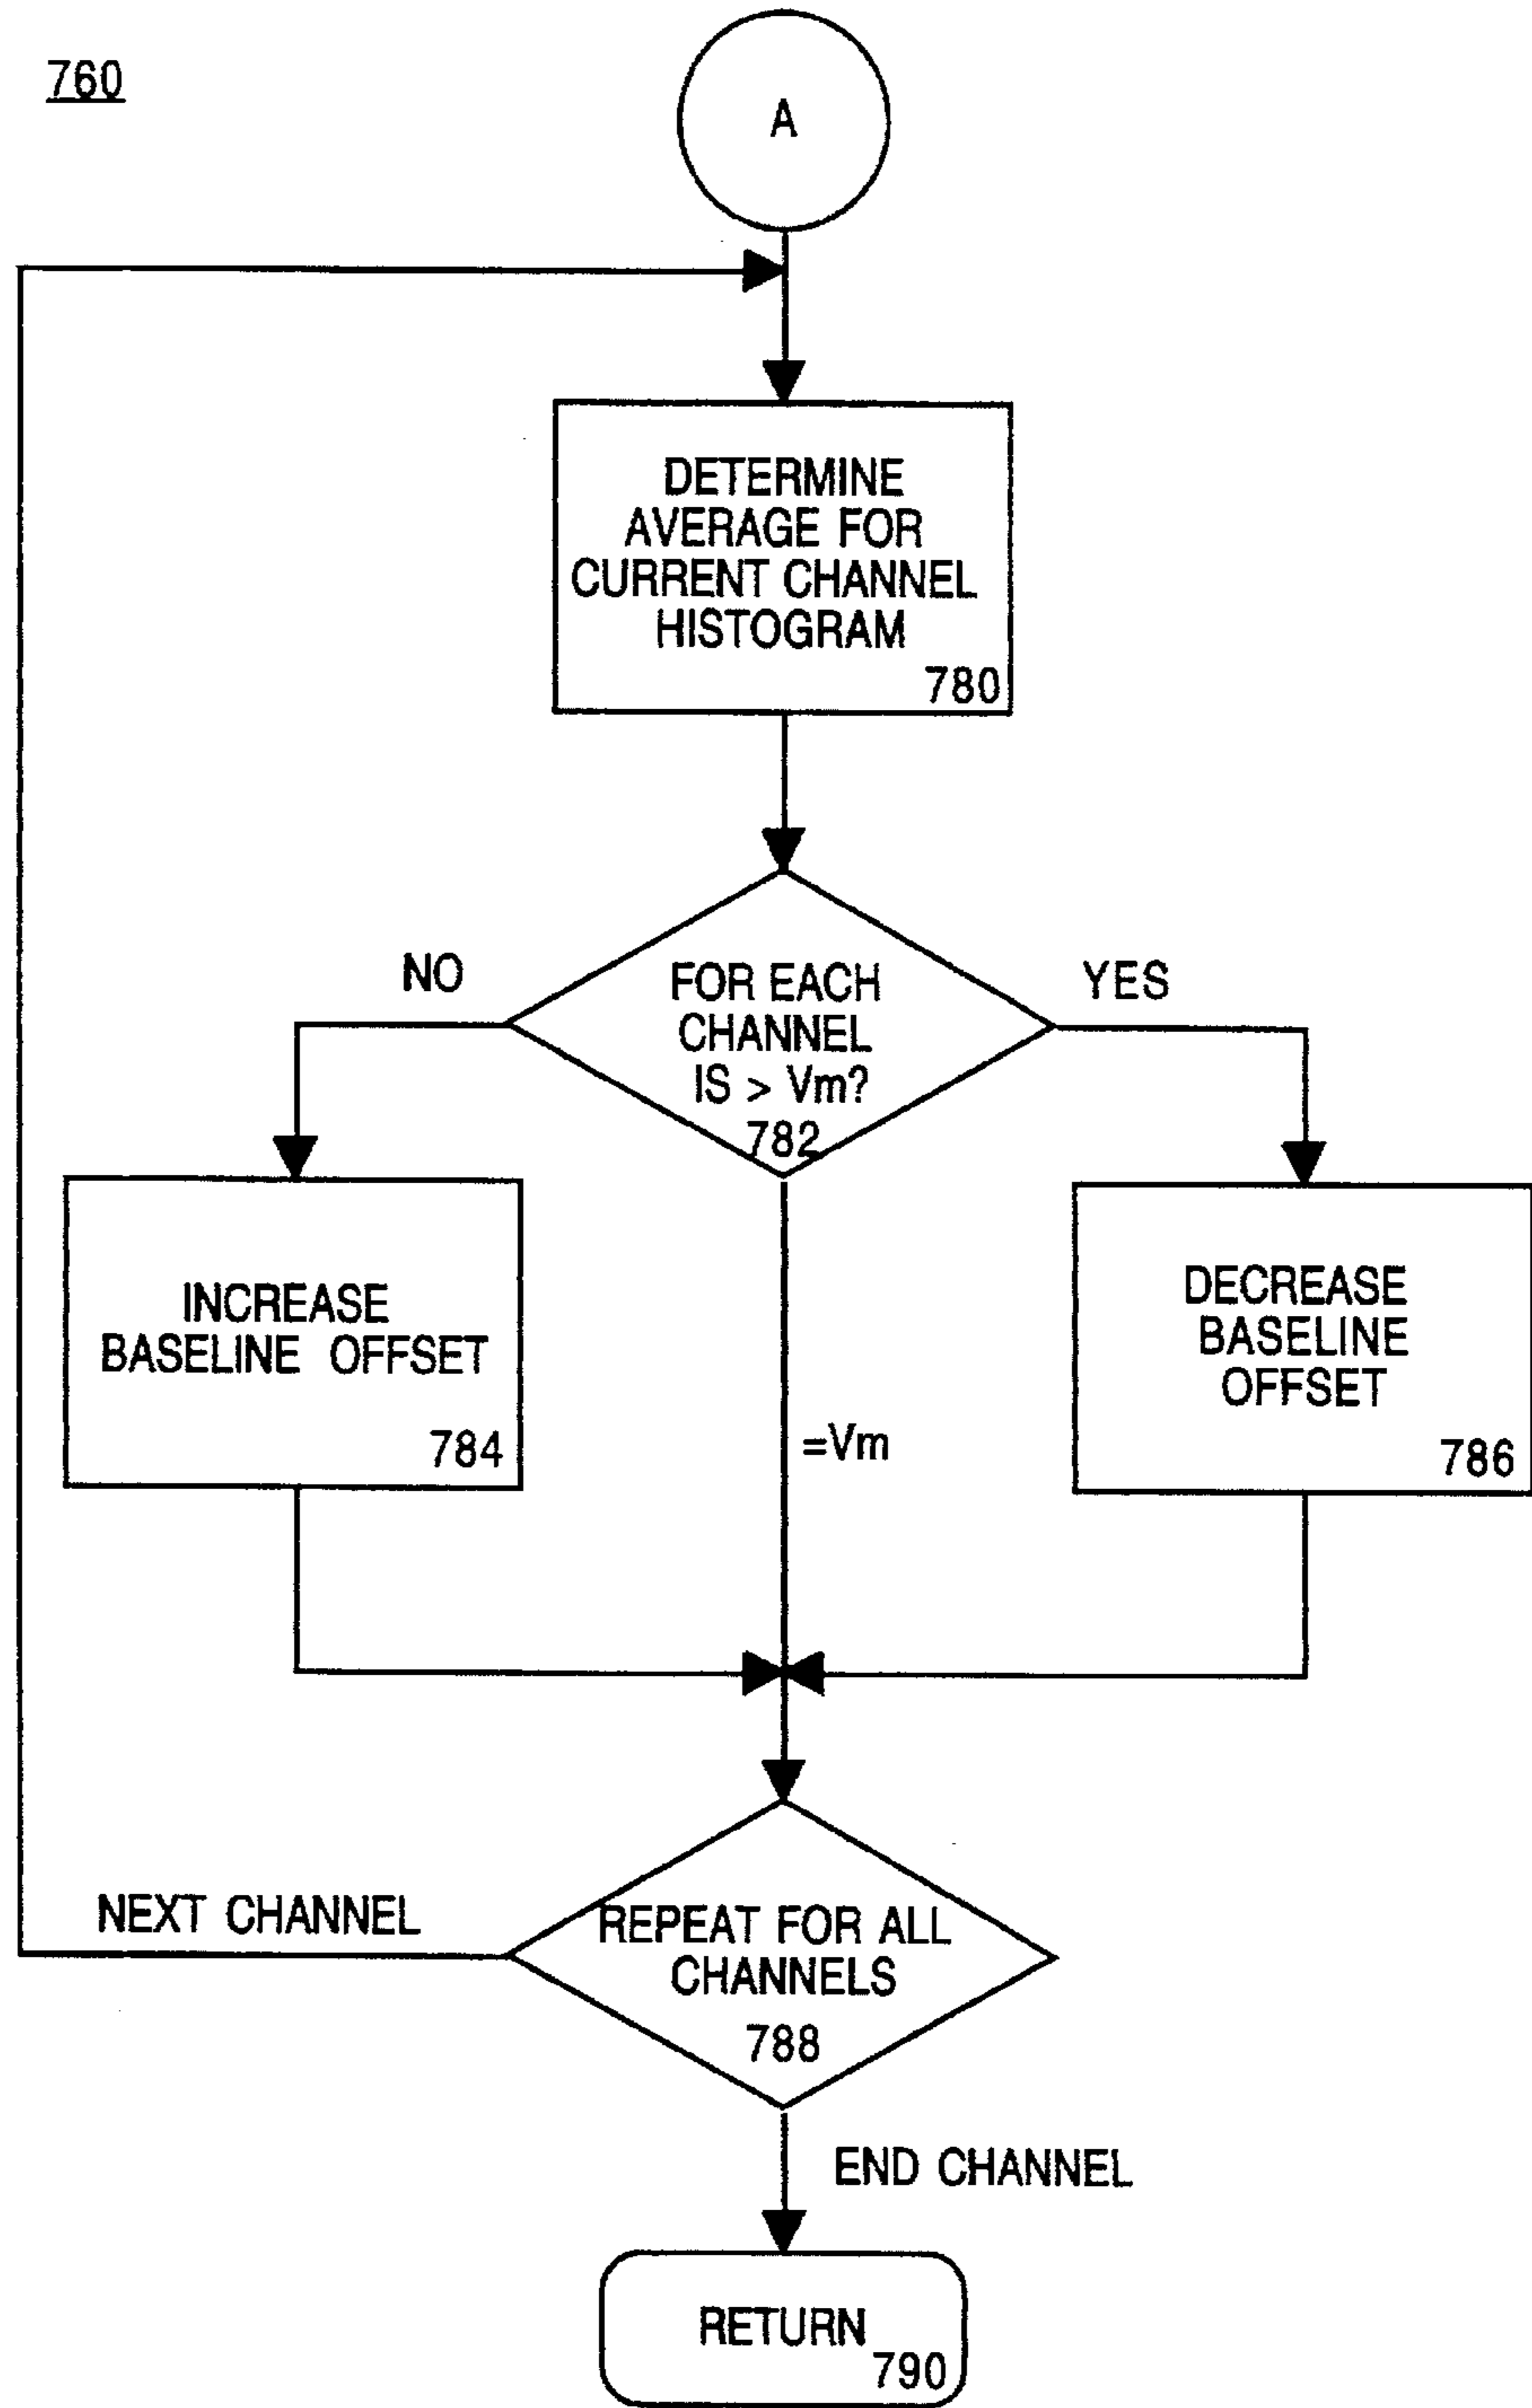 760
A
DETERMINE
AVERAGE FOR
CURRENT CHANNEL
HISTOGRAM
780
NO
FOR EACH
CHANNEL
IS > Vm?
782
YES
INCREASE
BASELINE OFFSET
784
=Vm
DECREASE
BASELINE
OFFSET
786
NEXT CHANNEL
REPEAT FOR ALL
CHANNELS
788
END CHANNEL
RETURN
790